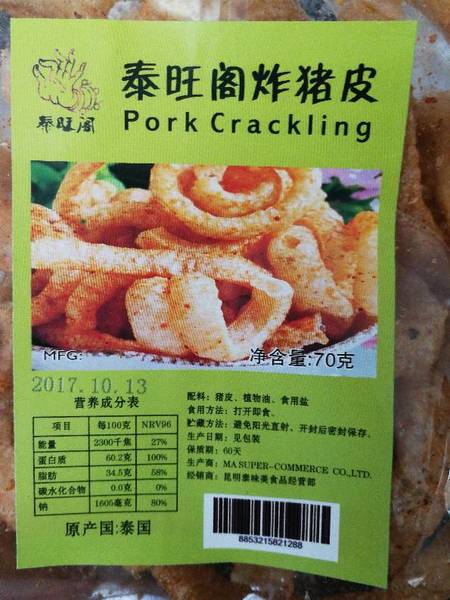 泰旺阁炸猪皮
泰旺阁
Pork Crackling
MFG:
净含量:70克
2017.10.13
营养成分表
项目 每100克 NRV96
能量 2300千焦 27%
蛋白质 60.2克 100%
脂肪 34.5克 58%
碳水化合物 0.0克 0%
钠 1605毫克 80%
原产国:泰国
配料：猪皮、植物油、食用盐
食用方法：打开即食。
贮藏方法：避免阳光直射、开封后密封保存。
生产日期：见包装
保质期：60天
生产商：MA SUPER-COMMERCE CO.,LTD.
经销商：昆明泰味美食品经营部
8853215821288